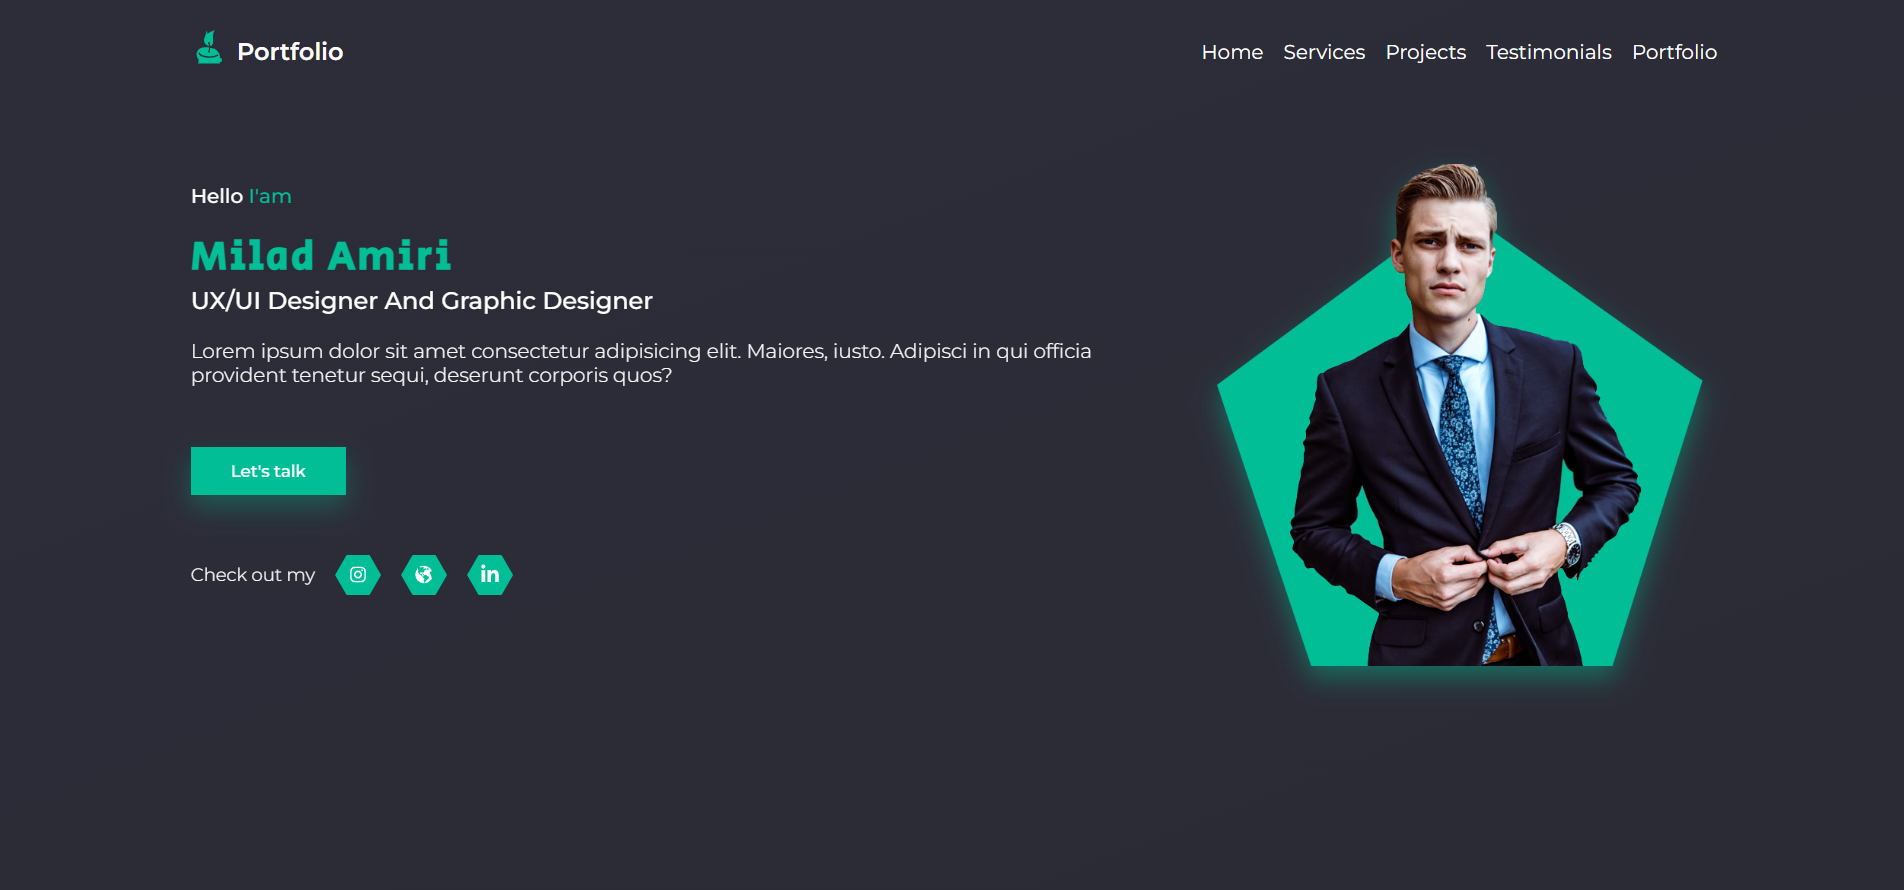 Portfolio
Home Services Projects Testimonials Portfolio
Hello I'am
Milad Amiri
UX/UI Designer And Graphic Designer
Lorem ipsum dolor sit amet consectetur adipisicing elit. Maiores, iusto. Adipisci in qui officia
provident tenetur sequi, deserunt corporis quos?
Let's talk
Check out my
in